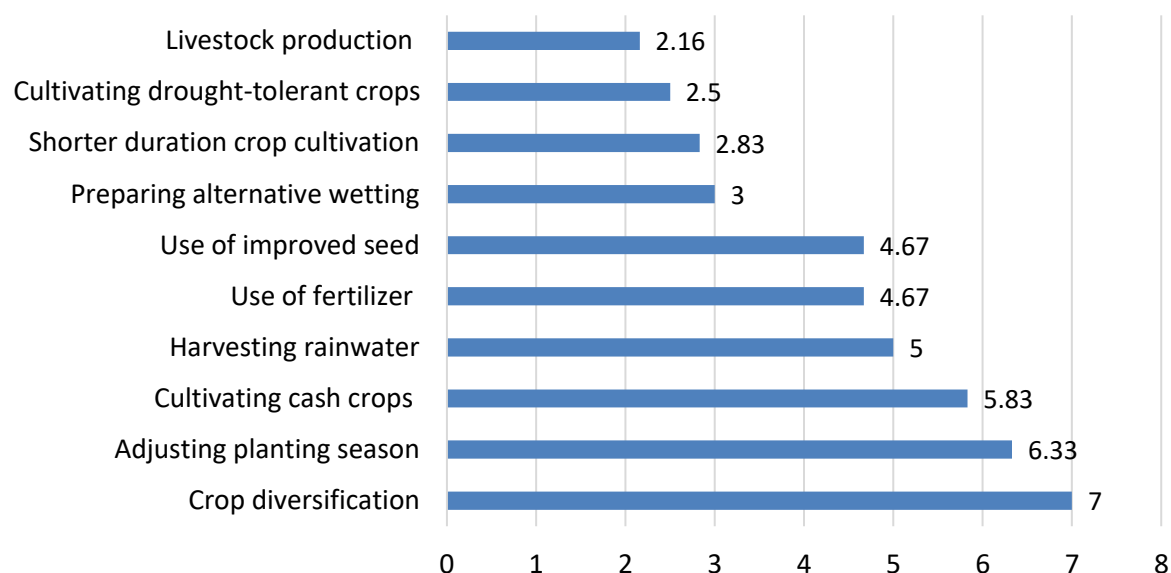 Livestock production 2.16
Cultivating drought-tolerant crops 2.5
Shorter duration crop cultivation 2.83
Preparing alternative wetting 3
Use of improved seed 4.67
Use of fertilizer 4.67
Harvesting rainwater 5
Cultivating cash crops 5.83
Adjusting planting season 6.33
Crop diversification 7
0 1 2 3 4 5 6 7 8